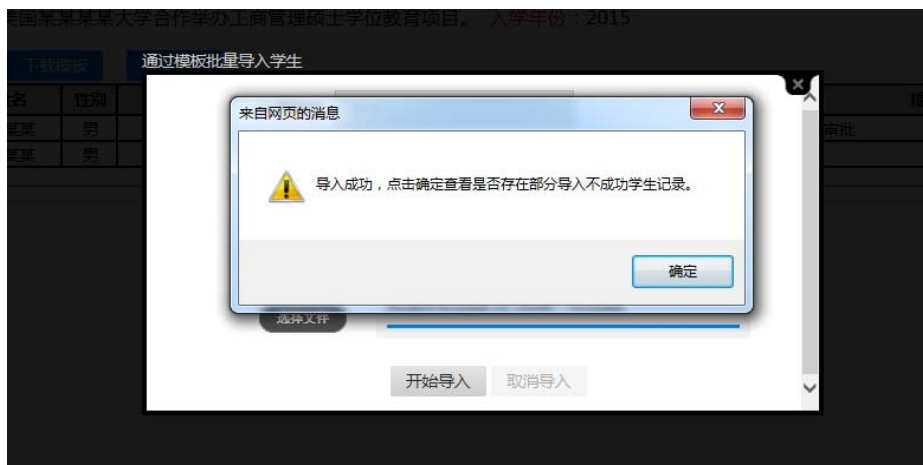 美国某某某某大学合作举办工商管理硕士学位教育项目。 入学年份：2015
下载模板
通过模板批量导入学生
姓名 性别
来自网页的消息
某某 男 审批
导入成功，点击确定查看是否存在部分导入不成功学生记录。
某某 男
确定
选择文件
开始导入 取消导入